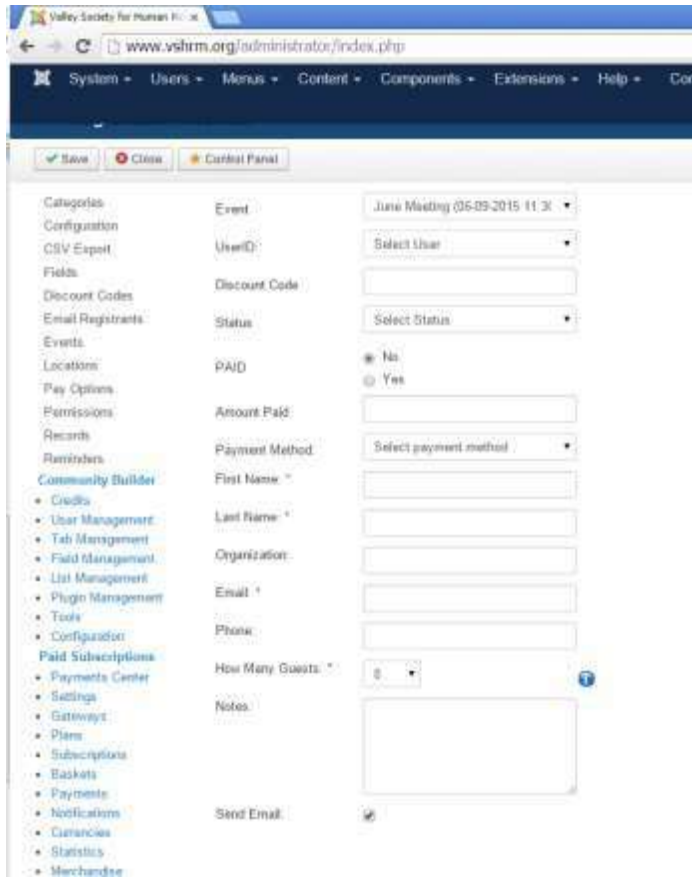 Valley Society for Human Re
www.vshrm.org/administrator/index.php
System Users Menus Content Components Extensions Help Con
Save Close Control Panel
Categories
Configuration
CSV Export
Fields
Discount Codes
Email Registrants
Events
Locations
Pay Options
Permissions
Records
Reminders
Community Builder
Credits
User Management
Tab Management
Field Management
List Management
Plugin Management
Tools
Configuration
Paid Subscriptions
Payments Center
Settings
Gateways
Plans
Subscriptions
Baskets
Payments
Notifications
Currencies
Statistics
Merchandise
Event June Meeting (06-09-2015 11:3
UserID: Select User
Discount Code
Status Select Status
PAID No
Yes
Amount Paid
Payment Method: Select payment method
First Name: *
Last Name: *
Organization:
Email: *
Phone:
How Many Guests: * 0
Notes:
Send Email: